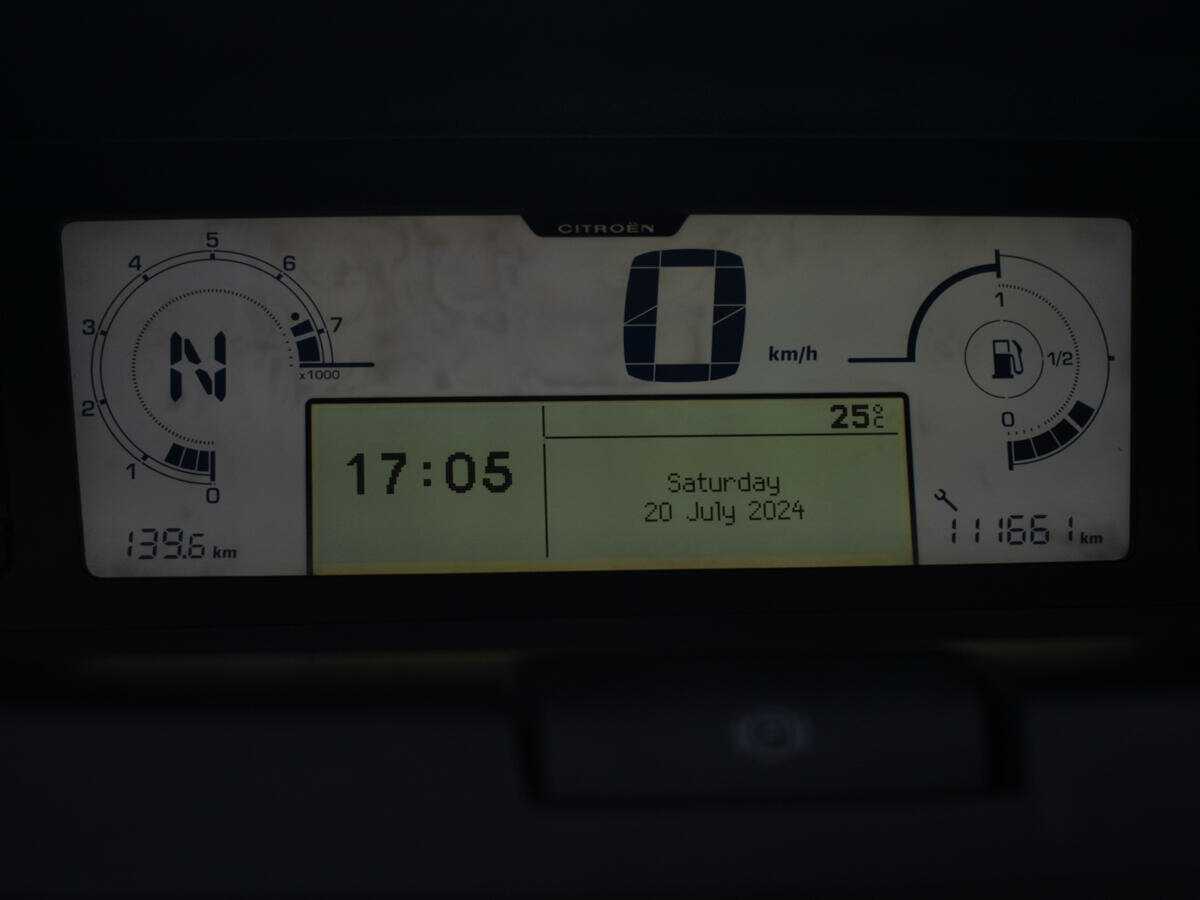 CITROËN
5
4
6
3
7
x1000
2
1
0
N
139.6 km
0 km/h
17:05
25°C
Saturday
20 July 2024
1
1/2
0
111661 km